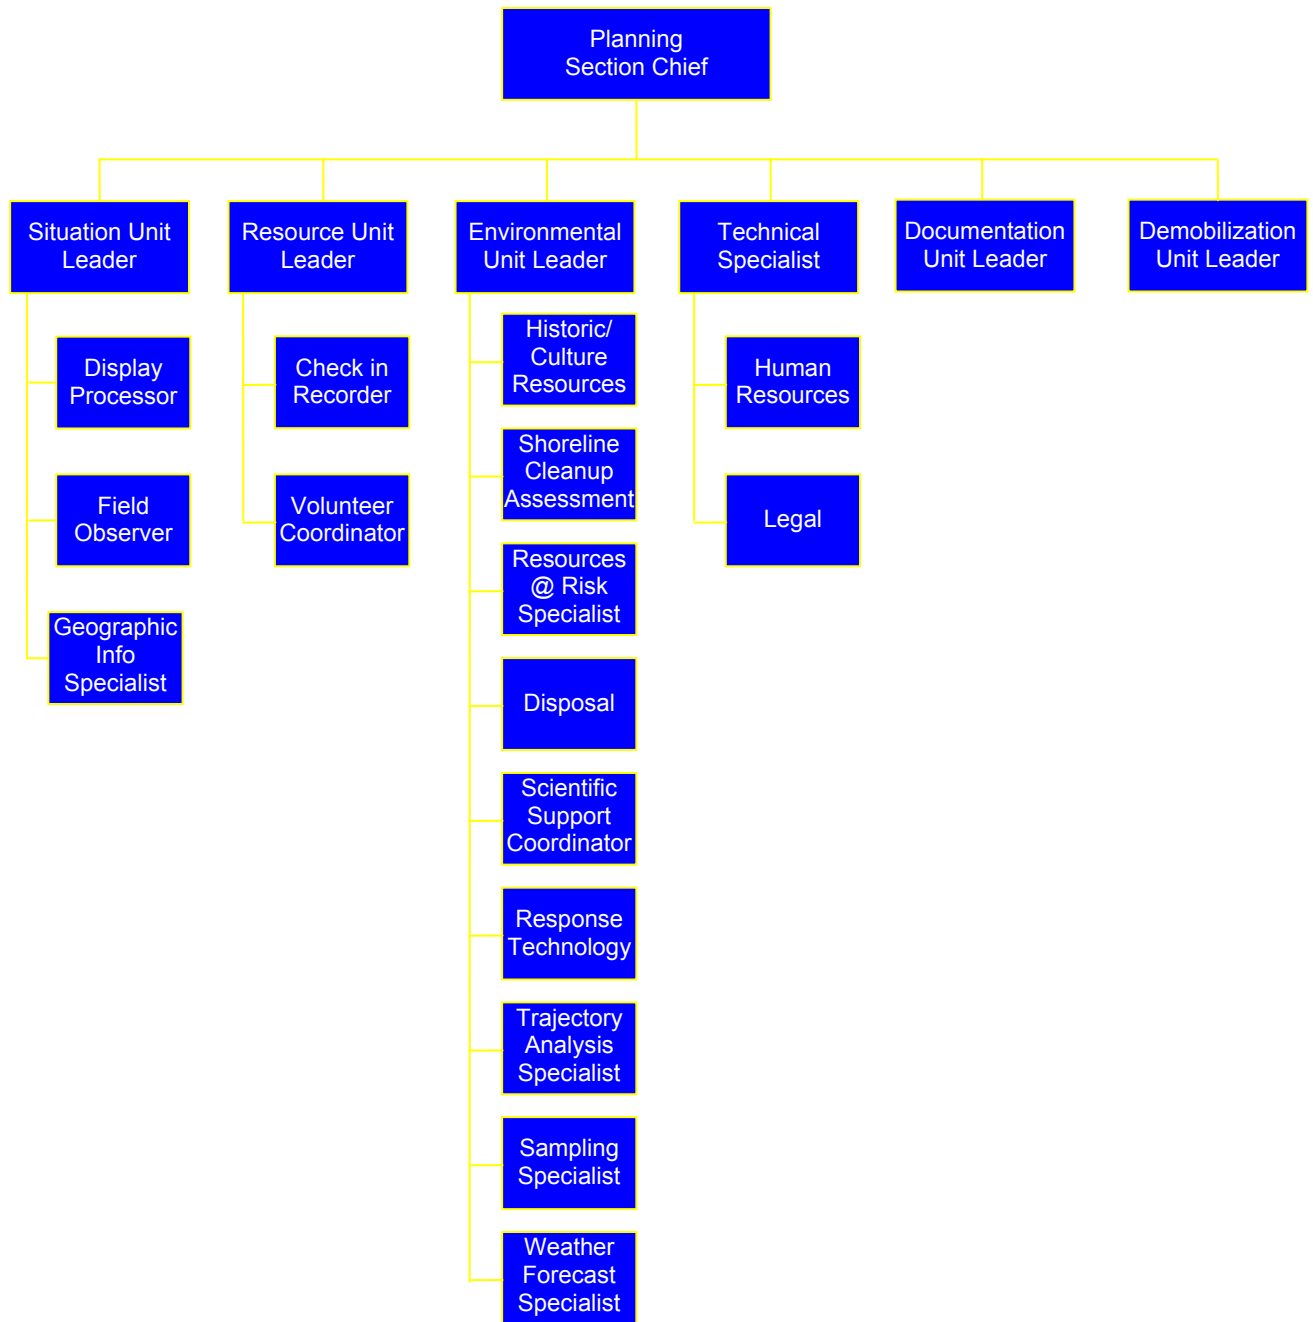 Planning
Section Chief
Situation Unit
Leader
Resource Unit
Leader
Environmental
Unit Leader
Technical
Specialist
Documentation
Unit Leader
Demobilization
Unit Leader
Display
Processor
Field
Observer
Geographic
Info
Specialist
Check in
Recorder
Volunteer
Coordinator
Historic/
Culture
Resources
Shoreline
Cleanup
Assessment
Resources
@ Risk
Specialist
Disposal
Scientific
Support
Coordinator
Response
Technology
Trajectory
Analysis
Specialist
Sampling
Specialist
Weather
Forecast
Specialist
Human
Resources
Legal